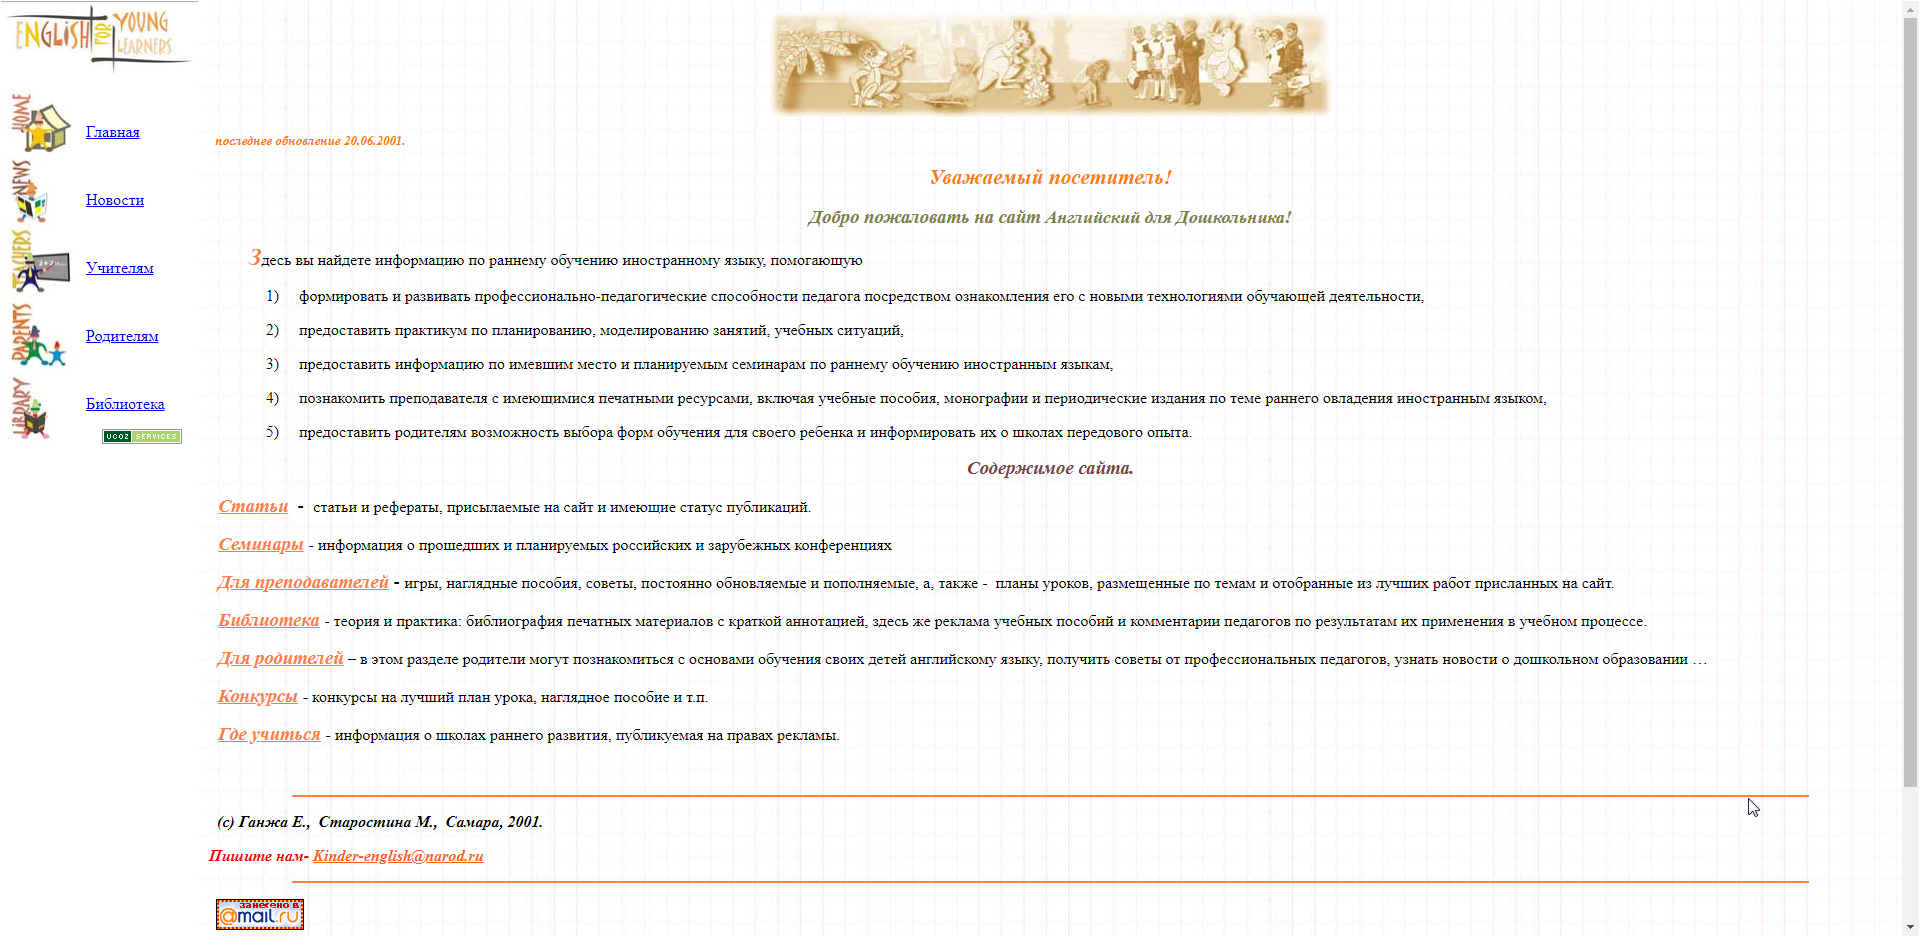 ENGLISH FOR YOUNG LEARNERS
HOME
Главная
NEWS
Новости
TEACHERS
Учителям
PARENTS
Родителям
LIBRARY
Библиотека
UCOZ SERVICES
последнее обновление 20.06.2001.
Уважаемый посетитель!
Добро пожаловать на сайт Английский для Дошкольника!
Здесь вы найдете информацию по раннему обучению иностранному языку, помогающую
1) формировать и развивать профессионально-педагогические способности педагога посредством ознакомления его с новыми технологиями обучающей деятельности,
2) предоставить практикум по планированию, моделированию занятий, учебных ситуаций,
3) предоставить информацию по имевшим место и планируемым семинарам по раннему обучению иностранным языкам,
4) познакомить преподавателя с имеющимися печатными ресурсами, включая учебные пособия, монографии и периодические издания по теме раннего овладения иностранным языком,
5) предоставить родителям возможность выбора форм обучения для своего ребенка и информировать их о школах передового опыта.
Содержимое сайта.
Статьи - статьи и рефераты, присылаемые на сайт и имеющие статус публикаций.
Семинары - информация о прошедших и планируемых российских и зарубежных конференциях
Для преподавателей - игры, наглядные пособия, советы, постоянно обновляемые и пополняемые, а, также - планы уроков, размещенные по темам и отобранные из лучших работ присланных на сайт.
Библиотека - теория и практика: библиография печатных материалов с краткой аннотацией, здесь же реклама учебных пособий и комментарии педагогов по результатам их применения в учебном процессе.
Для родителей – в этом разделе родители могут познакомиться с основами обучения своих детей английскому языку, получить советы от профессиональных педагогов, узнать новости о дошкольном образовании …
Конкурсы - конкурсы на лучший план урока, наглядное пособие и т.п.
Где учиться - информация о школах раннего развития, публикуемая на правах рекламы.
(с) Ганжа Е., Старостина М., Самара, 2001.
Пишите нам- Kinder-english@narod.ru
занесено в
@mail.ru